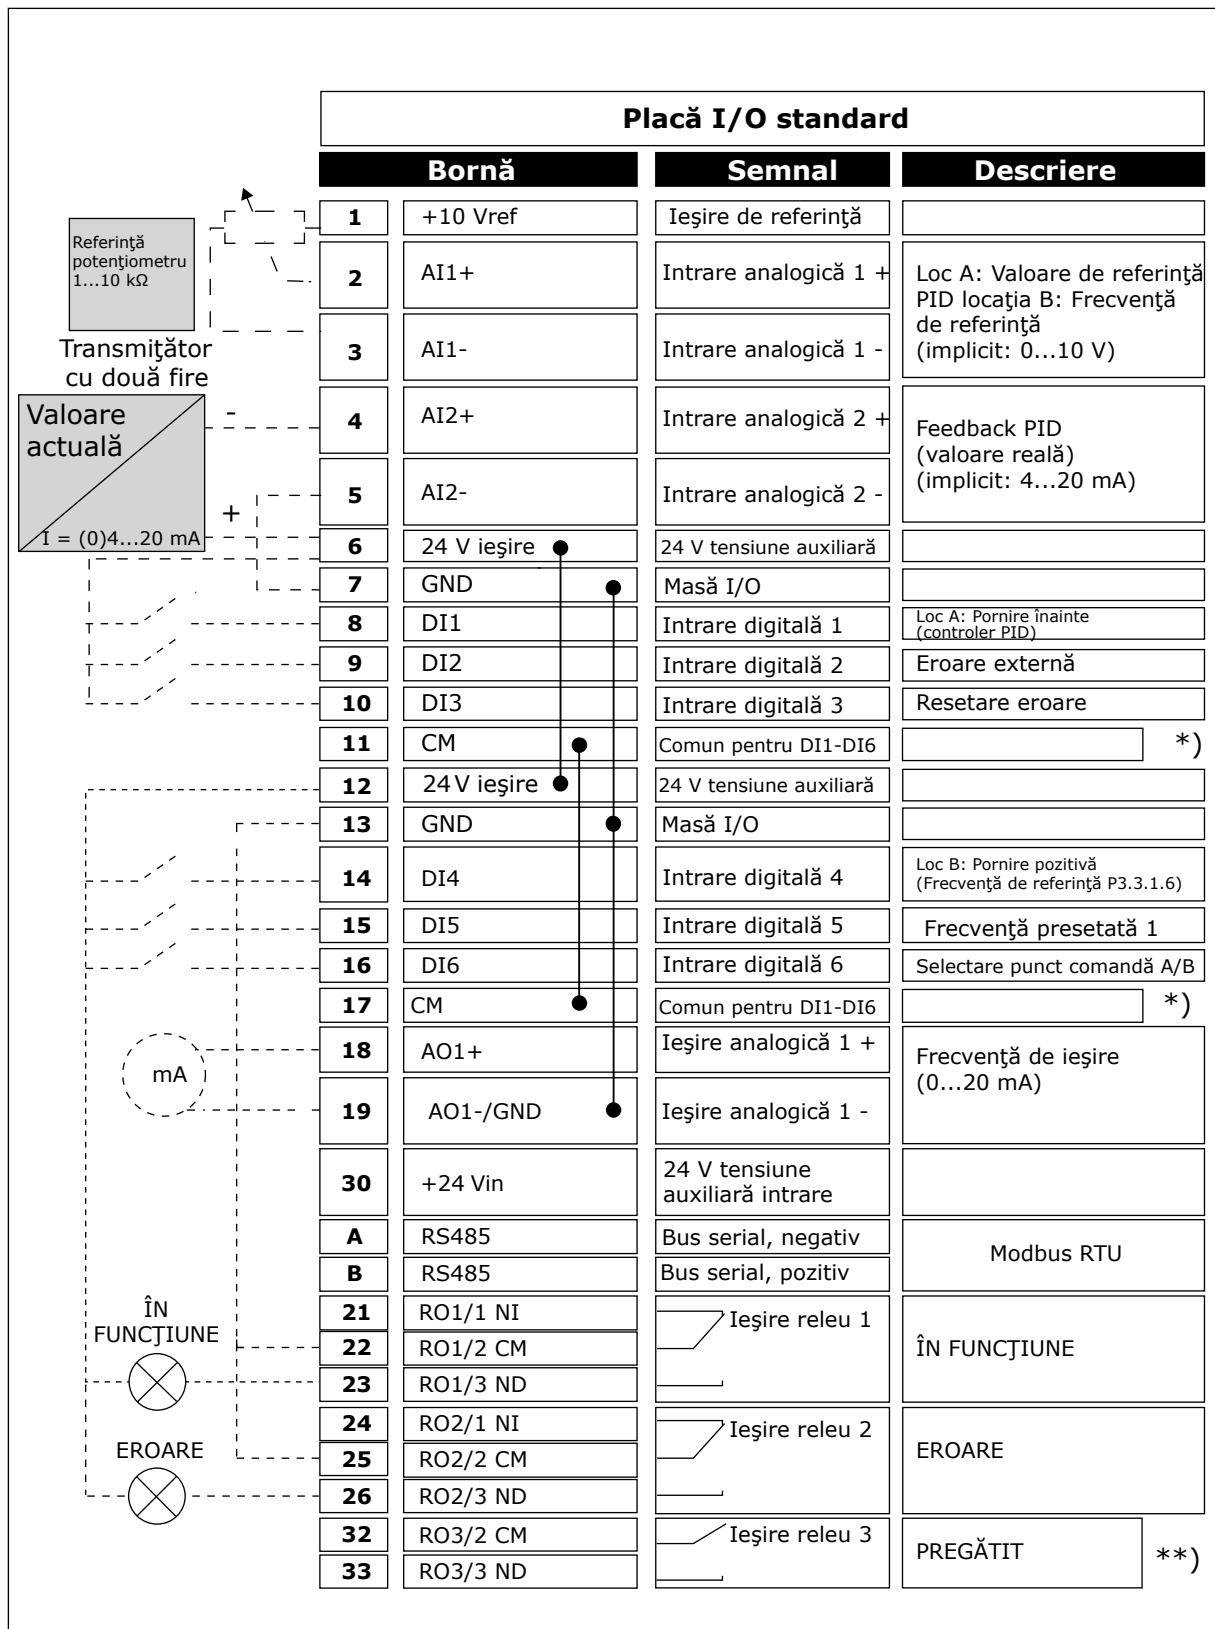 Placă I/O standard
Bornă Semnal Descriere
1 +10 Vref Ieşire de referinţă
Referinţă
potenţiometru
1...10 kΩ
2 AI1+ Intrare analogică 1 +
Loc A: Valoare de referinţă
PID locaţia B: Frecvenţă
de referinţă
(implicit: 0...10 V)
3 AI1- Intrare analogică 1 -
Transmiţător
cu două fire
Valoare
actuală
-
+
I = (0)4...20 mA
4 AI2+ Intrare analogică 2 +
Feedback PID
(valoare reală)
(implicit: 4...20 mA)
5 AI2- Intrare analogică 2 -
6 24 V ieşire 24 V tensiune auxiliară
7 GND Masă I/O
8 DI1 Intrare digitală 1
Loc A: Pornire înainte
(controler PID)
9 DI2 Intrare digitală 2 Eroare externă
10 DI3 Intrare digitală 3 Resetare eroare
11 CM Comun pentru DI1-DI6 *)
12 24 V ieşire 24 V tensiune auxiliară
13 GND Masă I/O
14 DI4 Intrare digitală 4
Loc B: Pornire pozitivă
(Frecvenţă de referinţă P3.3.1.6)
15 DI5 Intrare digitală 5 Frecvenţă presetată 1
16 DI6 Intrare digitală 6 Selectare punct comandă A/B
17 CM Comun pentru DI1-DI6 *)
mA
18 AO1+ Ieşire analogică 1 +
Frecvenţă de ieşire
(0...20 mA)
19 AO1-/GND Ieşire analogică 1 -
30 +24 Vin
24 V tensiune
auxiliară intrare
A RS485 Bus serial, negativ
Modbus RTU
B RS485 Bus serial, pozitiv
ÎN
FUNCŢIUNE
21 RO1/1 NI Ieşire releu 1
22 RO1/2 CM ÎN FUNCŢIUNE
23 RO1/3 ND
24 RO2/1 NI Ieşire releu 2
EROARE
25 RO2/2 CM EROARE
26 RO2/3 ND
32 RO3/2 CM Ieşire releu 3
PREGĂTIT **)
33 RO3/3 ND